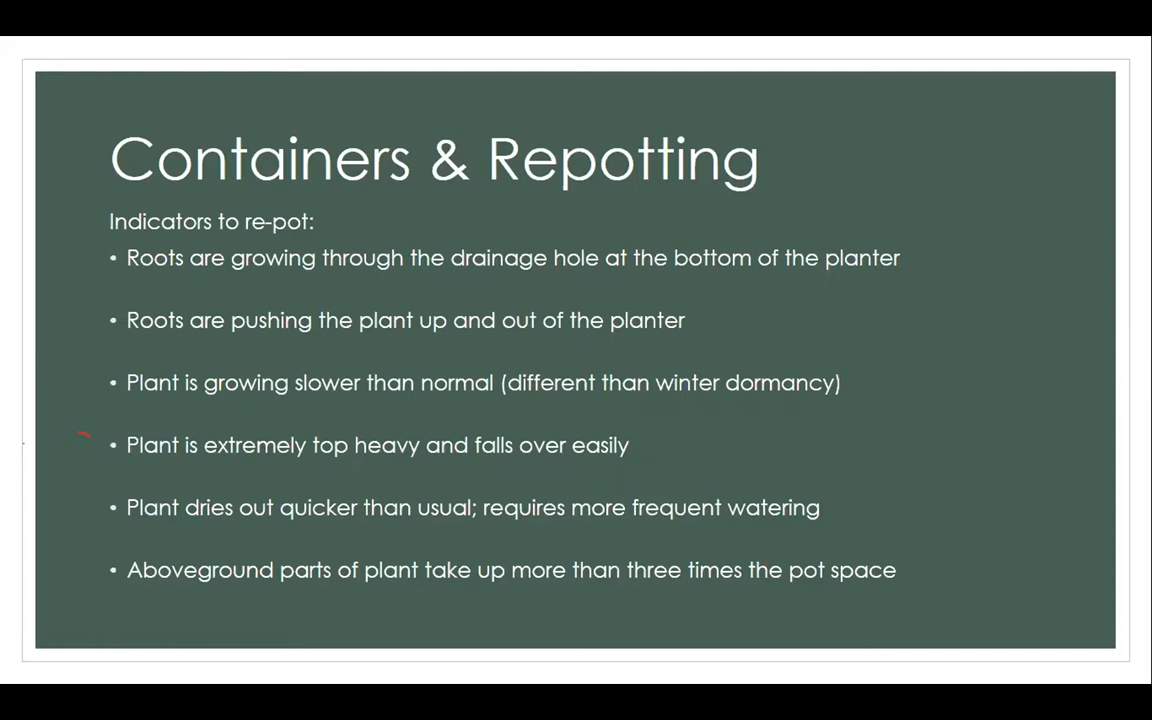 Containers & Repotting
Indicators to re-pot:
• Roots are growing through the drainage hole at the bottom of the planter
• Roots are pushing the plant up and out of the planter
• Plant is growing slower than normal (different than winter dormancy)
• Plant is extremely top heavy and falls over easily
• Plant dries out quicker than usual; requires more frequent watering
• Aboveground parts of plant take up more than three times the pot space